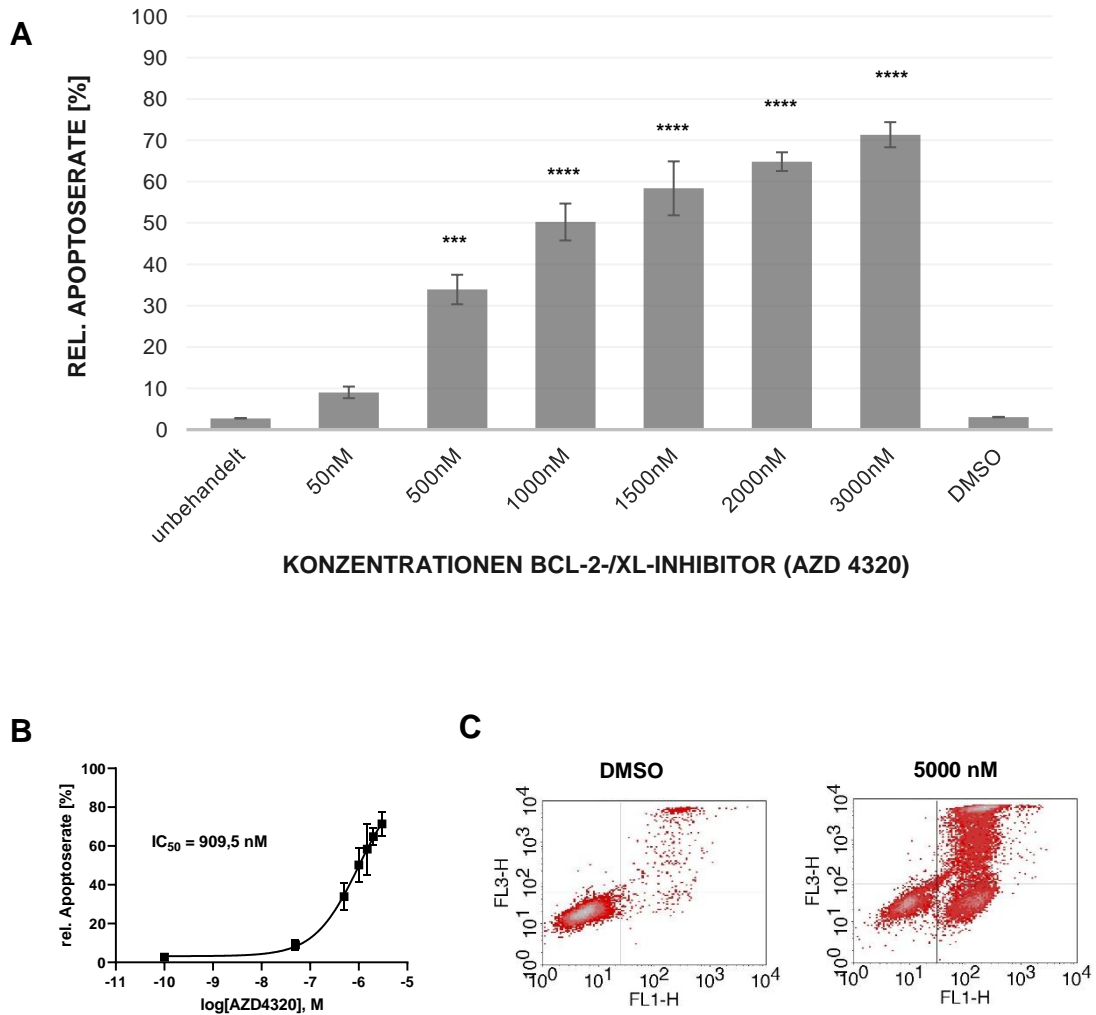 A
REL. APOPTOSERATE [%]
100
90
80
70
60
50
40
30
20
10
0
***
****
****
****
****
unbehandelt
50nM
500nM
1000nM
1500nM
2000nM
3000nM
DMSO
KONZENTRATIONEN BCL-2-/XL-INHIBITOR (AZD 4320)
B
rel. Apoptoserate [%]
100
80
60
40
20
0
IC50 = 909,5 nM
-11 -10 -9 -8 -7 -6 -5
log[AZD4320], M
C
DMSO
FL3-H
10^4
10^3
10^2
10^1
10^0
10^0 10^1 10^2 10^3 10^4
FL1-H
5000 nM
FL3-H
10^4
10^3
10^2
10^1
10^0
10^0 10^1 10^2 10^3 10^4
FL1-H